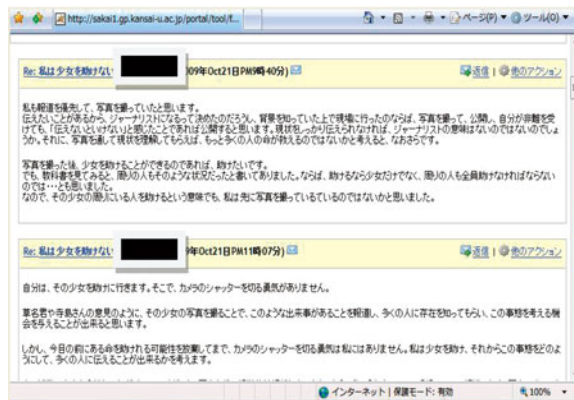 http://sakai1.gp.kansai-u.ac.jp/portal/tool/f...
ページ(P) ツール(O)
Re: 私は少女を助けない 009年Oct21日PM9時40分)
返信 | 他のアクション
私も報道を優先して、写真を撮っていたと思います。
伝えたいことがあるから、ジャーナリストになるって決めたのだろうし、背景を知っていた上で現場に行ったのならば、写真を撮って、公開し、自分が非難を受
けても、「伝えないといけない」と感じたことであれば公開すると思います。現状をしっかり伝えられなければ、ジャーナリストの意味はないのではないのでしょ
うか。それに、写真を通して現状を理解してもらえば、もっと多くの人の命が救えるのではないかと考えると、なおさらです。
写真を撮った後、少女を助けることができるのであれば、助けたいです。
でも、教科書を見てみると、周りの人もそのような状況だったと書いてありました。ならば、助けるなら少女だけでなく、周りの人も全員助けなければならない
のでは・・・とも思いました。
なので、その少女の周りにいる人を助けるという意味でも、私は先に写真を撮っているているのではないかと思いました。
Re: 私は少女を助けない 9年Oct21日PM11時07分)
返信 | 他のアクション
自分は、その少女を助けに行きます。そこで、カメラのシャッターを切る勇気がありません。
草名君や寺島さんの意見のように、その少女の写真を撮ることで、このような出来事があることを報道し、多くの人に存在を知ってもらい、この事態を考える機
会を与えることが出来ると思います。
しかし、今目の前にある命を助けれる可能性を放棄してまで、カメラのシャッターを切る勇気は私にはありません。私は少女を助け、それからこの事態をどのよ
うにして、多くの人に伝えることが出来るかを考えます。
インターネット | 保護モード: 有効 100%